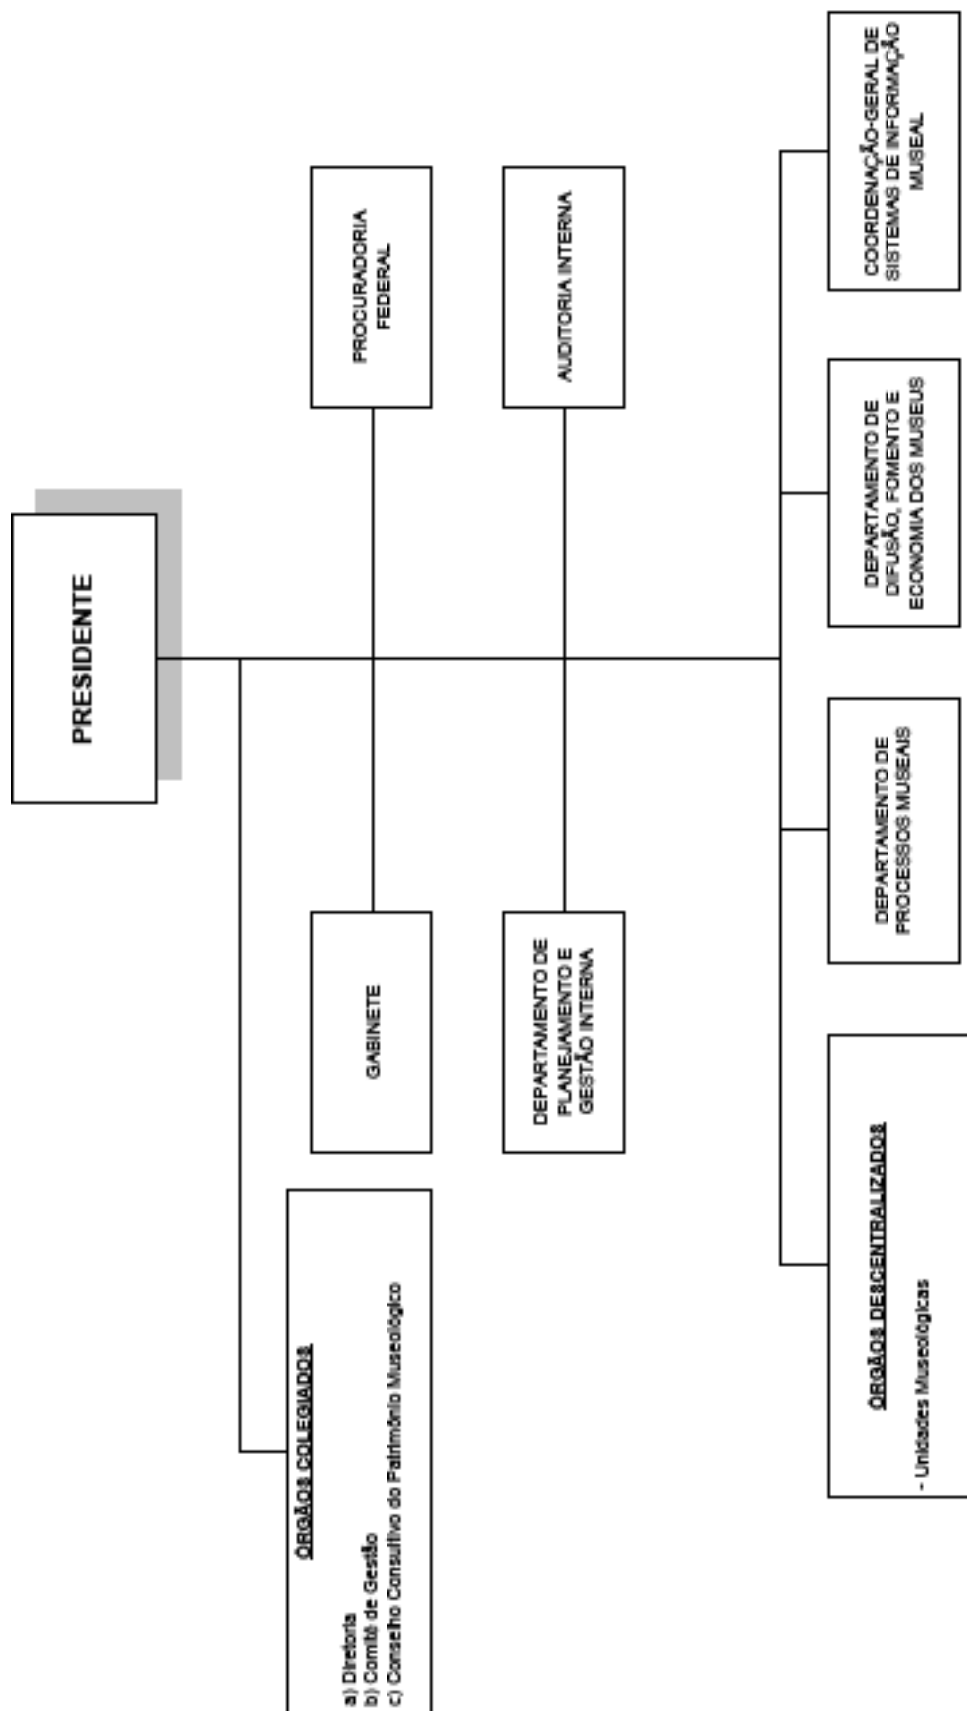 PRESIDENTE
ÓRGÃOS COLEGIADOS
a) Diretoria
b) Comitê de Gestão
c) Conselho Consultivo do Patrimônio Museológico
GABINETE
PROCURADORIA
FEDERAL
DEPARTAMENTO DE
PLANEJAMENTO E
GESTÃO INTERNA
AUDITORIA INTERNA
ÓRGÃOS DESCENTRALIZADOS
- Unidades Museológicas
DEPARTAMENTO DE
PROCESSOS MUSEAIS
DEPARTAMENTO DE
DIFUSÃO, FOMENTO E
ECONOMIA DOS MUSEUS
COORDENAÇÃO-GERAL DE
SISTEMAS DE INFORMAÇÃO
MUSEAL